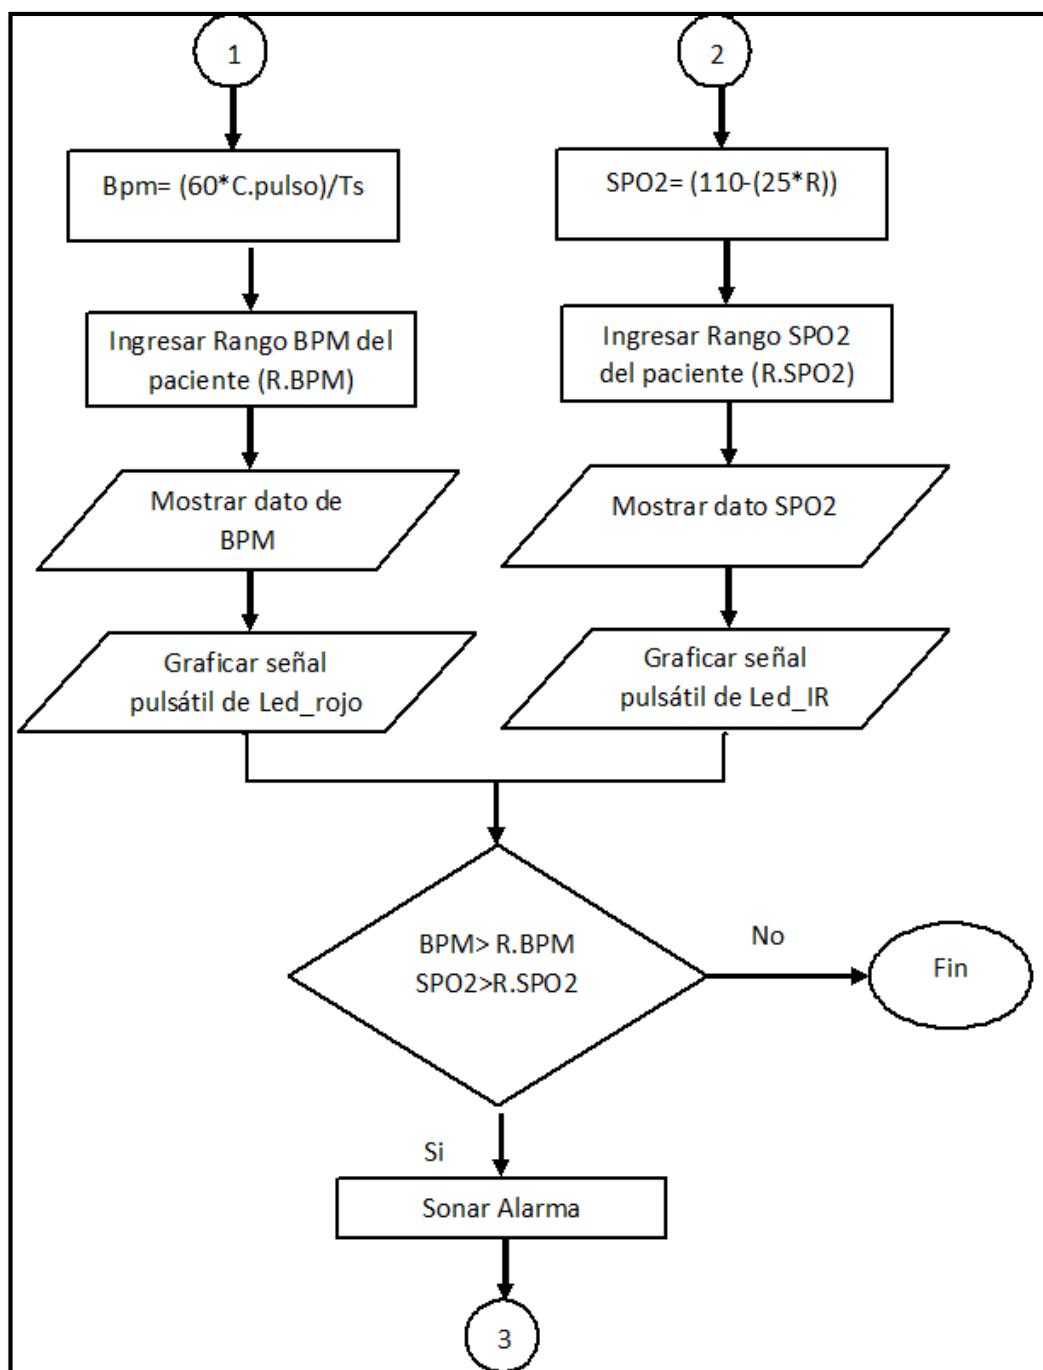 1
Bpm= (60*C.pulso)/Ts
Ingresar Rango BPM del
paciente (R.BPM)
Mostrar dato de
BPM
Graficar señal
pulsátil de Led_rojo
2
SPO2= (110-(25*R))
Ingresar Rango SPO2
del paciente (R.SPO2)
Mostrar dato SPO2
Graficar señal
pulsátil de Led_IR
BPM> R.BPM
SPO2>R.SPO2
No
Fin
Si
Sonar Alarma
3